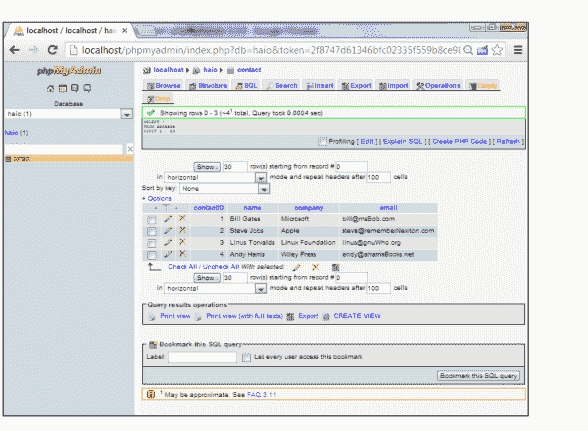 localhost / localhost / hai
localhost/phpmyadmin/index.php?db=haio&token=2f8747d61346bfc02335f559b8ce9
phpMyAdmin
Database
haio (1)
haio (1)
localhost ▸ haio ▸ contact
Browse Structure SQL Search Insert Export Import Operations Empty
Drop
Showing rows 0 - 3 (~4¹ total, Query took 0.0004 sec)
Profiling [ Edit ] [ Explain SQL ] [ Create PHP Code ] [ Refresh ]
Show : 30 row(s) starting from record # 0
in horizontal mode and repeat headers after 100 cells
Sort by key: None
+ Options
contactID name company email
1 Bill Gates Microsoft bill@msBob.com
2 Steve Jobs Apple steve@rememberNewton.com
3 Linus Torvalds Linux Foundation linus@gnuWho.org
4 Andy Harris Wiley Press andy@aharrisBooks.net
Check All / Uncheck All With selected:
Show : 30 row(s) starting from record # 0
in horizontal mode and repeat headers after 100 cells
Query results operations
Print view Print view (with full texts) Export CREATE VIEW
Bookmark this SQL query
Label Let every user access this bookmark
Bookmark this SQL query
¹ May be approximate. See FAQ 3.11